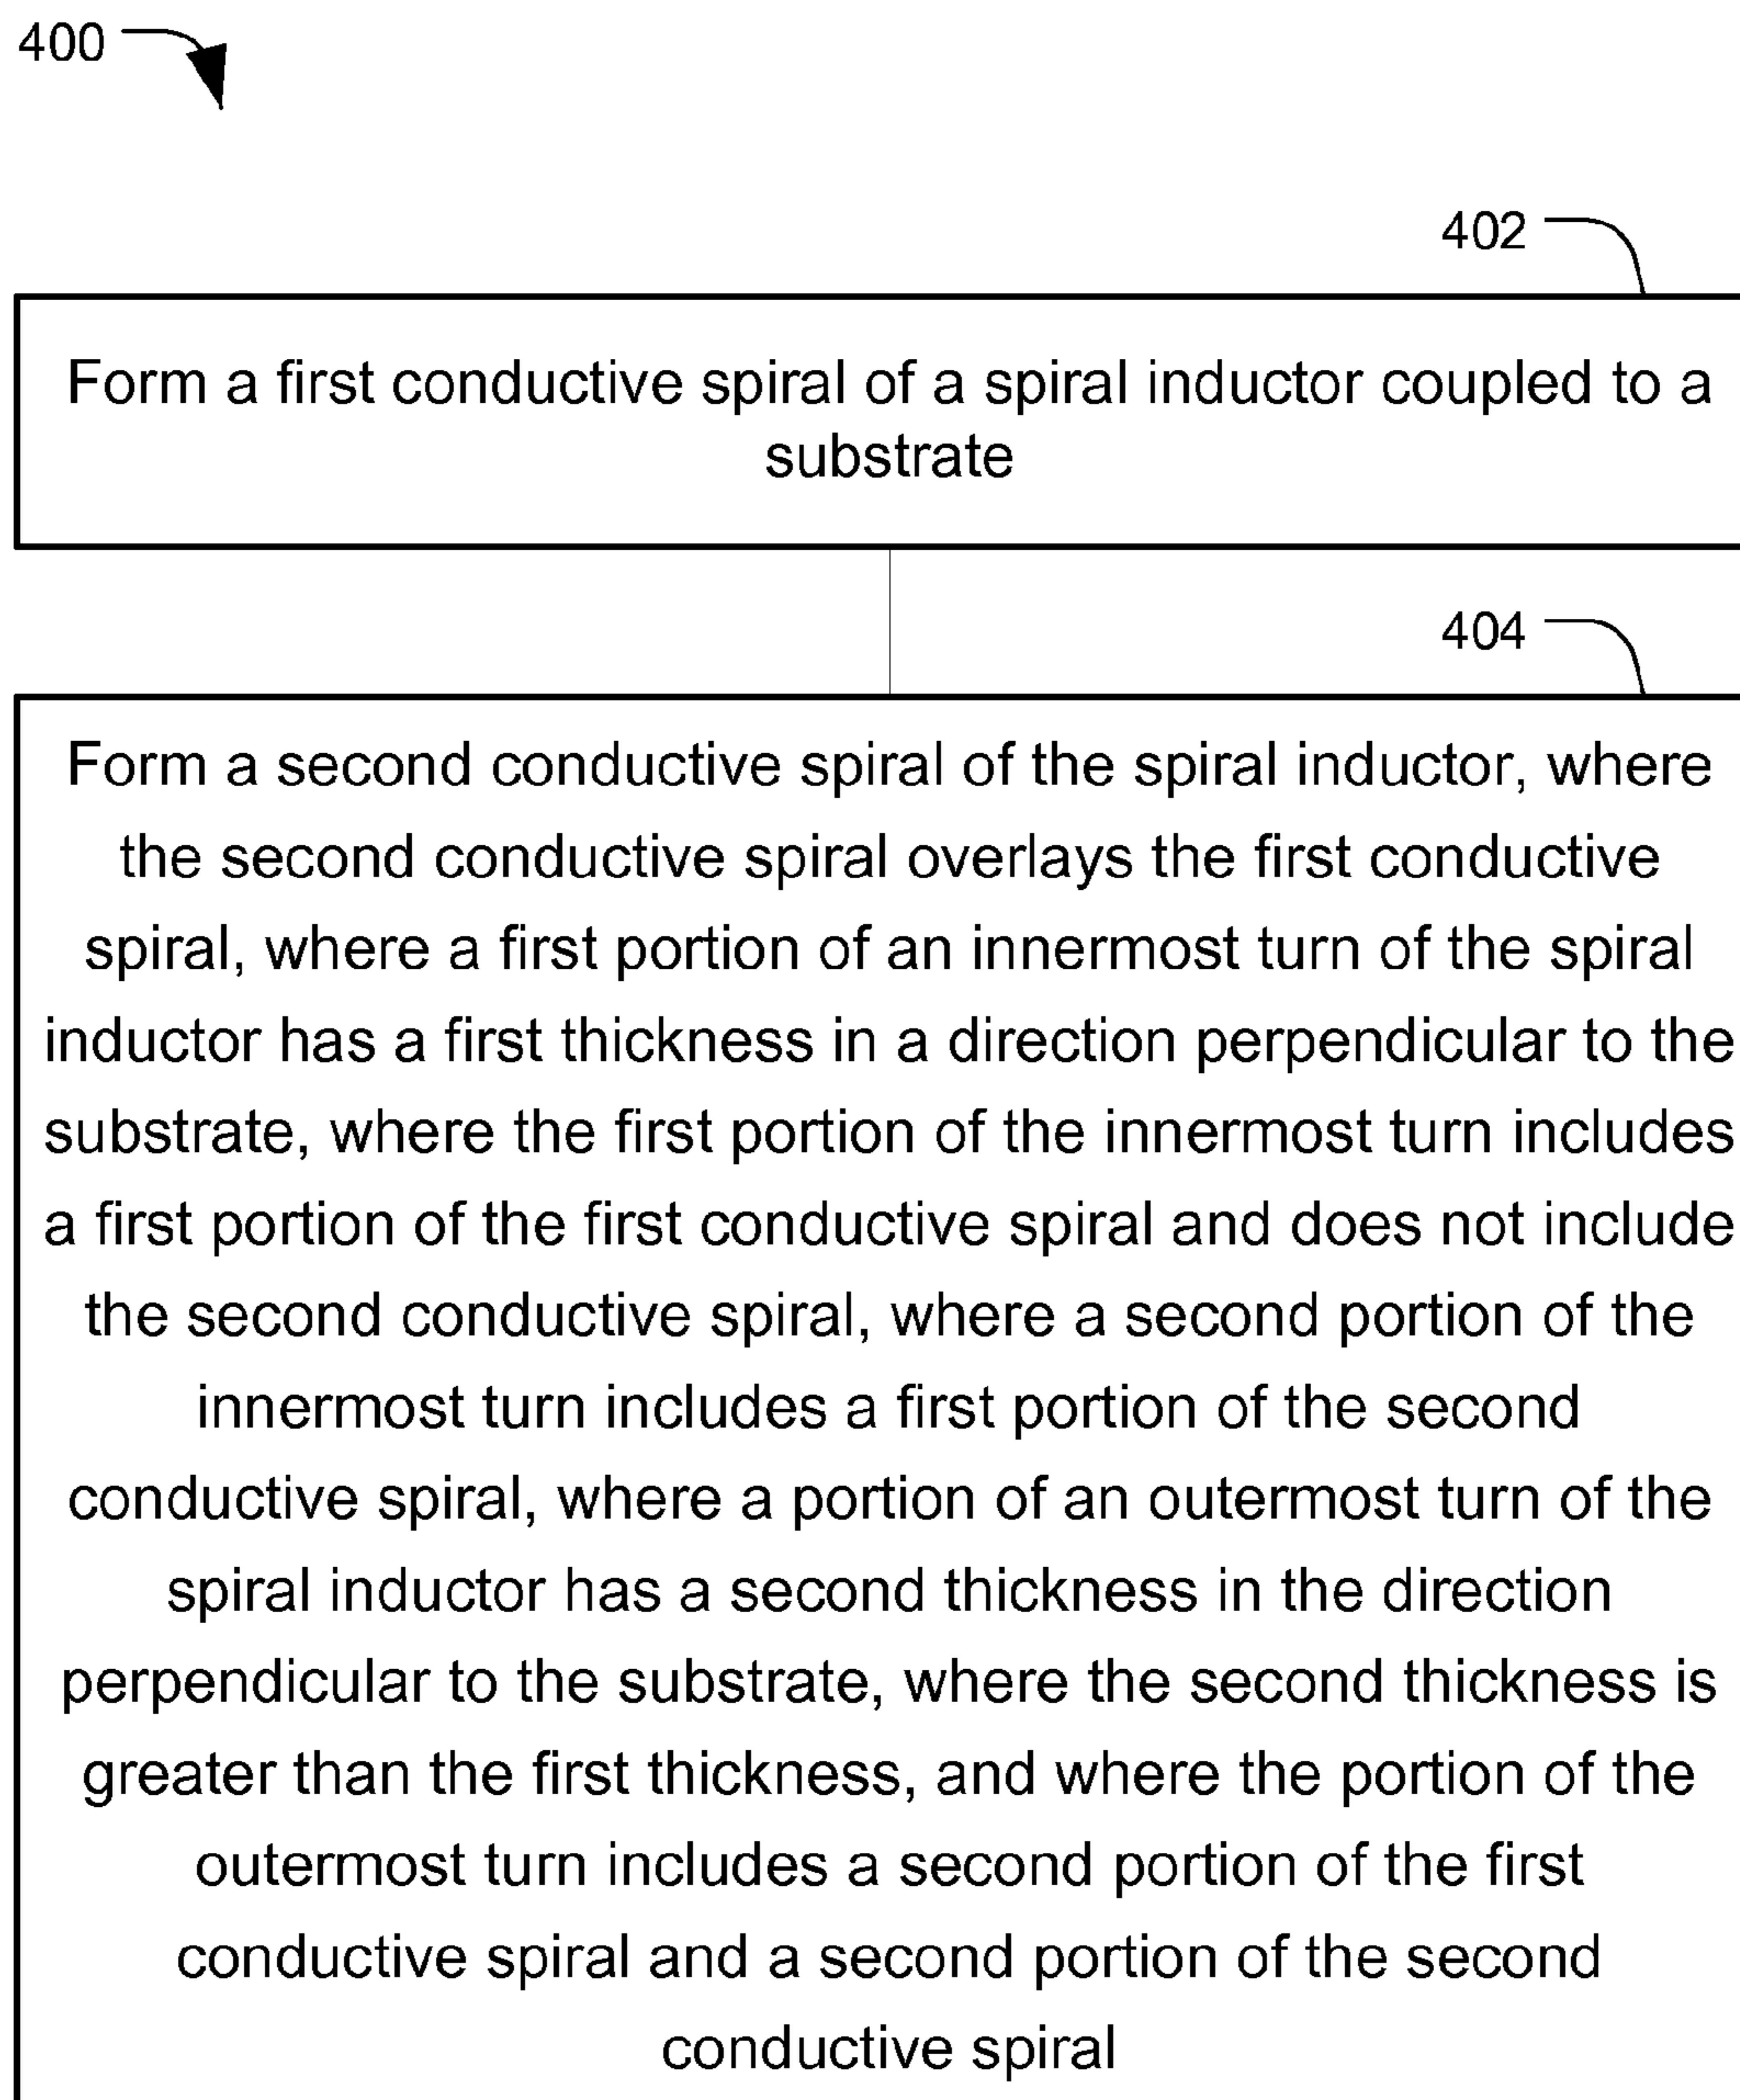 400
402
Form a first conductive spiral of a spiral inductor coupled to a
substrate
404
Form a second conductive spiral of the spiral inductor, where
the second conductive spiral overlays the first conductive
spiral, where a first portion of an innermost turn of the spiral
inductor has a first thickness in a direction perpendicular to the
substrate, where the first portion of the innermost turn includes
a first portion of the first conductive spiral and does not include
the second conductive spiral, where a second portion of the
innermost turn includes a first portion of the second
conductive spiral, where a portion of an outermost turn of the
spiral inductor has a second thickness in the direction
perpendicular to the substrate, where the second thickness is
greater than the first thickness, and where the portion of the
outermost turn includes a second portion of the first
conductive spiral and a second portion of the second
conductive spiral